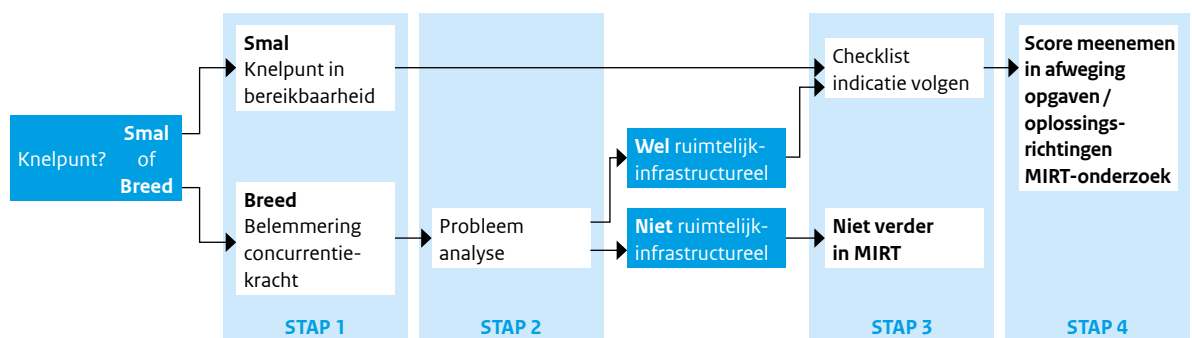 Knelpunt?
Smal
of
Breed
Smal
Knelpunt in
bereikbaarheid
Breed
Belemmering
concurrentie-
kracht
STAP 1
Probleem
analyse
STAP 2
Wel ruimtelijk-
infrastructureel
Niet ruimtelijk-
infrastructureel
Checklist
indicatie volgen
Niet verder
in MIRT
STAP 3
Score meenemen
in afweging
opgaven /
oplossings-
richtingen
MIRT-onderzoek
STAP 4